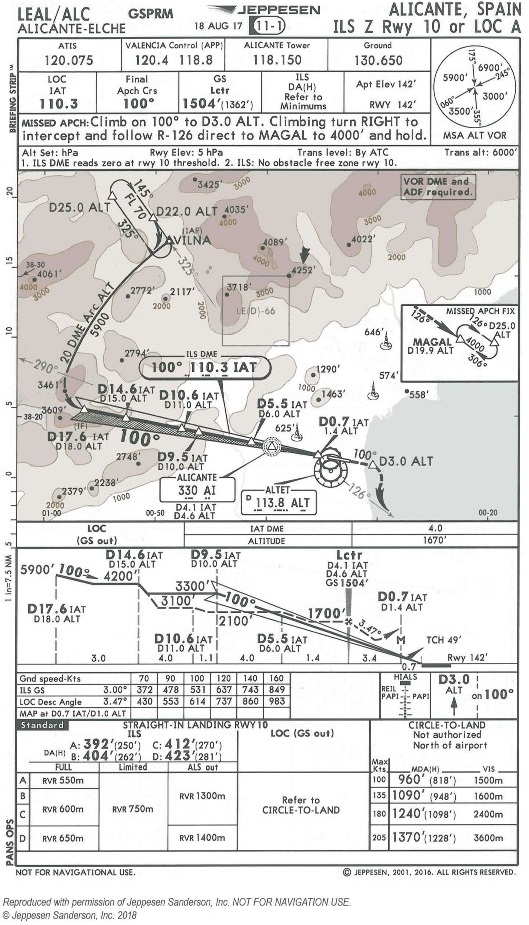 LEAL/ALC GSPRM JEPPESEN ALICANTE, SPAIN
ALICANTE-ELCHE 18 AUG 17 11-1 ILS Z Rwy 10 or LOC A
ATIS VALENCIA Control (APP) ALICANTE Tower Ground
120.075 120.4 118.8 118.150 130.650
LOC Final GS ILS
IAT Apch Crs Lctr DA(H) Apt Elev 142'
110.3 100° 1504'(1362') Refer to Minimums RWY 142'
BRIEFING STRIP
MISSED APCH: Climb on 100° to D3.0 ALT. Climbing turn RIGHT to
intercept and follow R-126 direct to MAGAL to 4000' and hold.
175°
5900' 6900'
245°
060° 3000'
3500' 355°
MSA ALT VOR
Alt Set: hPa Rwy Elev: 5 hPa Trans level: By ATC Trans alt: 6000'
1. ILS DME reads zero at rwy 10 threshold. 2. ILS: No obstacle free zone rwy 10.
VOR DME and
ADF required.
145°
FL 70
325°
D25.0 ALT
D22.0 ALT
(IAF)
AVILNA
325°
3425'
4035'
4089'
4022'
4252'
4061'
2772'
2117'
3718'
LE(D)-66
38-30
20 DME Arc ALT
5900
290°
2794'
3461'
3609'
38-20
ILS DME
100° 110.3 IAT
MISSED APCH FIX
126°
126° D25.0 ALT
MAGAL 4000
D19.9 ALT 306°
646'
574'
558'
1290'
1463'
625'
D14.6 IAT
D15.0 ALT
D10.6 IAT
D11.0 ALT
D5.5 IAT
D6.0 ALT
D0.7 IAT
1.4 ALT
(IF)
D17.6 IAT
D18.0 ALT
100°
D9.5 IAT
D10.0 ALT
100°
D3.0 ALT
2748'
2238'
2379'
ALICANTE
330 AI
D4.1 IAT
D4.6 ALT
ALTET
D 113.8 ALT
126°
01-00 00-50 00-20
20
15
10
5
0
5
1 in=7.5 NM
LOC IAT DME 4.0
(GS out) ALTITUDE 1670'
D14.6 IAT D9.5 IAT Lctr
D15.0 ALT D10.0 ALT D4.1 IAT
D4.6 ALT
GS1504'
5900' 100° 4200' 3300' 100° 1700'
3100' 2100'
D0.7 IAT
D1.4 ALT
3.47°
M
TCH 49'
D17.6 IAT
D18.0 ALT
D10.6 IAT
D11.0 ALT
D5.5 IAT
D6.0 ALT
3.0 4.0 1.1 4.0 1.4 3.4 0.7 Rwy 142'
Gnd speed-Kts 70 90 100 120 140 160
ILS GS 3.00° 372 478 531 637 743 849
LOC Desc Angle 3.47° 430 553 614 737 860 983
MAP at D0.7 IAT/D1.0 ALT
HIALS
REIL
PAPI PAPI
D3.0
ALT
on 100°
Standard STRAIGHT-IN LANDING RWY10 CIRCLE-TO-LAND
ILS LOC (GS out) Not authorized
North of airport
DA(H) A: 392'(250') C: 412'(270')
B: 404'(262') D: 423'(281')
FULL Limited ALS out
Max Kts MDA(H) VIS
A RVR 550m 100 960'(818') 1500m
B RVR 600m RVR 750m RVR 1300m Refer to CIRCLE-TO-LAND 135 1090'(948') 1600m
C 180 1240'(1098') 2400m
D RVR 650m RVR 1400m 205 1370'(1228') 3600m
PANS OPS
NOT FOR NAVIGATIONAL USE. © JEPPESEN, 2001, 2016. ALL RIGHTS RESERVED.
Reproduced with permission of Jeppesen Sanderson, Inc. NOT FOR NAVIGATION USE.
© Jeppesen Sanderson, Inc. 2018